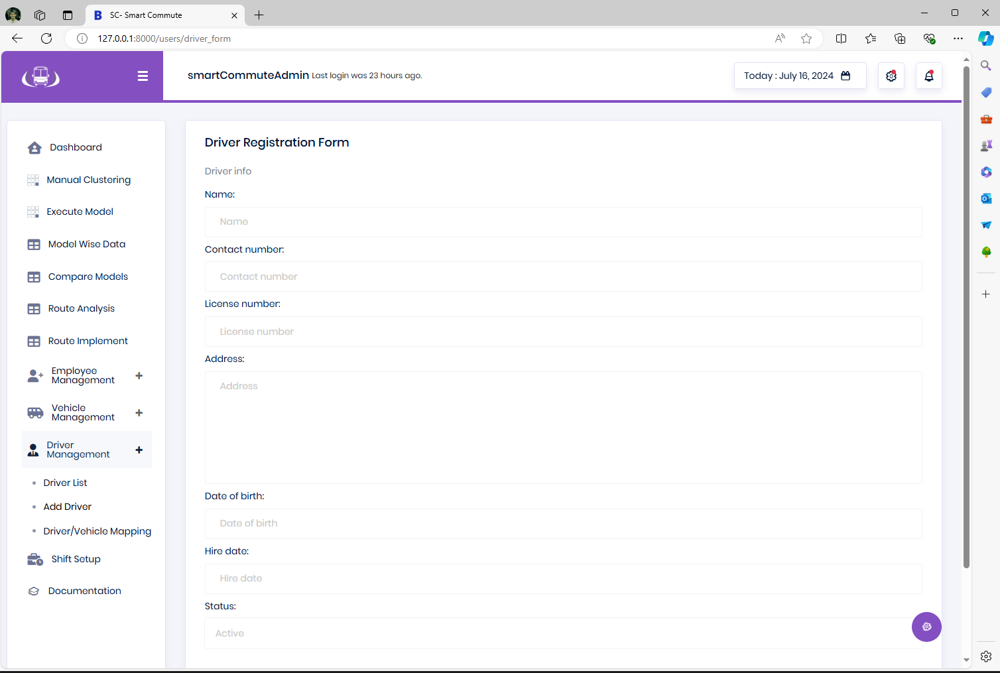 SC- Smart Commute
127.0.0.1:8000/users/driver_form
smartCommuteAdmin Last login was 23 hours ago.
Today : July 16, 2024
Dashboard
Manual Clustering
Execute Model
Model Wise Data
Compare Models
Route Analysis
Route Implement
Employee
Management
Vehicle
Management
Driver
Management
Driver List
Add Driver
Driver/Vehicle Mapping
Shift Setup
Documentation
Driver Registration Form
Driver info
Name:
Name
Contact number:
Contact number
License number:
License number
Address:
Address
Date of birth:
Date of birth
Hire date:
Hire date
Status:
Active